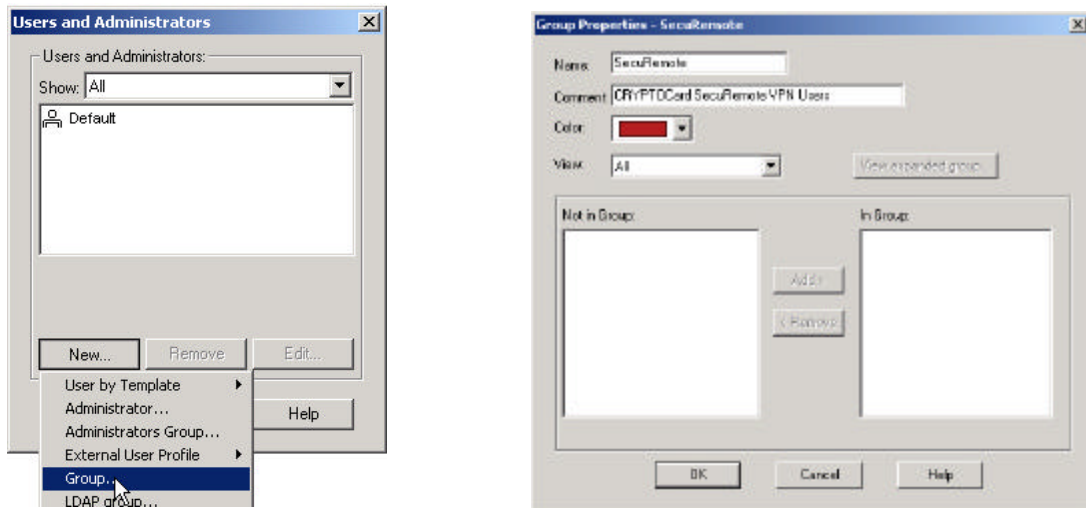 Users and Administrators
Users and Administrators:
Show: All
Default
New... Remove Edit...
User by Template
Administrator...
Administrators Group...
External User Profile
Group...
LDAP group...
Help
Group Properties - SecuRemote
Name: SecuRemote
Comment: CRYPTOCard SecuRemote VPN Users
Color:
View: All View expanded group...
Not in Group: In Group:
Add >
< Remove
OK Cancel Help